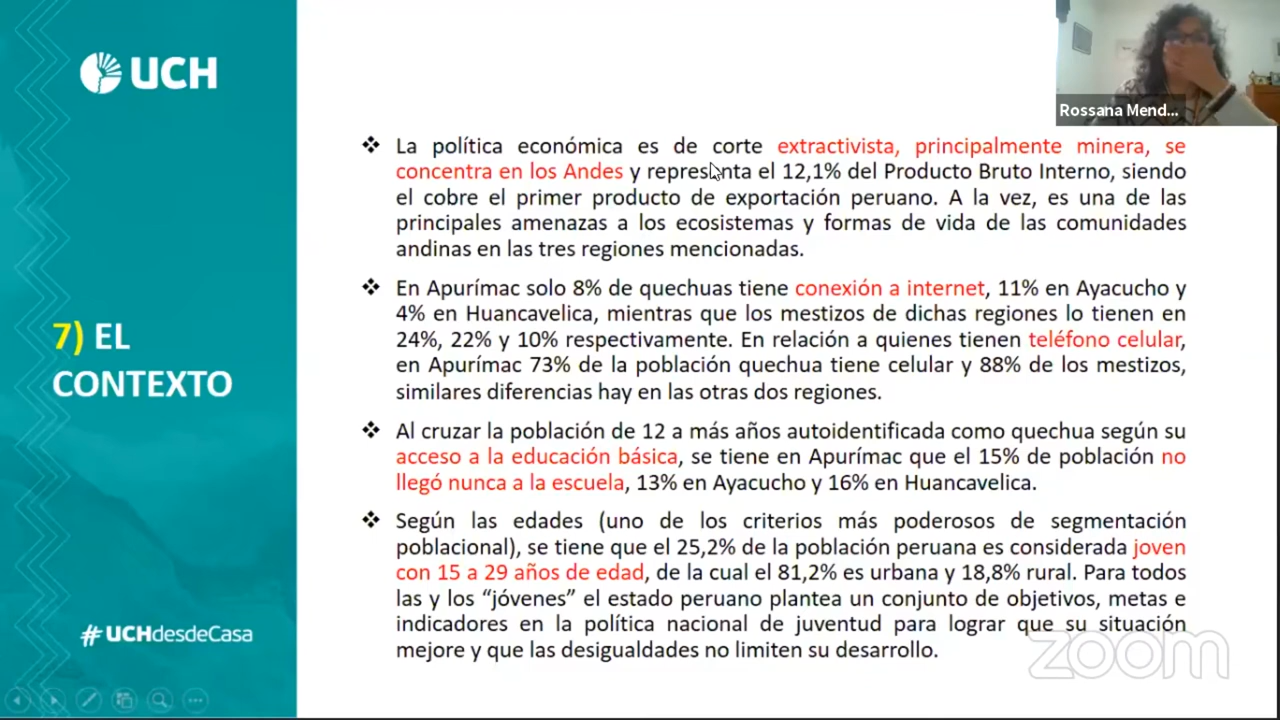 UCH
Rossana Mend...
❖ La política económica es de corte extractivista, principalmente minera, se
concentra en los Andes y representa el 12,1% del Producto Bruto Interno, siendo
el cobre el primer producto de exportación peruano. A la vez, es una de las
principales amenazas a los ecosistemas y formas de vida de las comunidades
andinas en las tres regiones mencionadas.
❖ En Apurímac solo 8% de quechuas tiene conexión a internet, 11% en Ayacucho y
4% en Huancavelica, mientras que los mestizos de dichas regiones lo tienen en
24%, 22% y 10% respectivamente. En relación a quienes tienen teléfono celular,
en Apurímac 73% de la población quechua tiene celular y 88% de los mestizos,
similares diferencias hay en las otras dos regiones.
7) EL
CONTEXTO
❖ Al cruzar la población de 12 a más años autoidentificada como quechua según su
acceso a la educación básica, se tiene en Apurímac que el 15% de población no
llegó nunca a la escuela, 13% en Ayacucho y 16% en Huancavelica.
❖ Según las edades (uno de los criterios más poderosos de segmentación
poblacional), se tiene que el 25,2% de la población peruana es considerada joven
con 15 a 29 años de edad, de la cual el 81,2% es urbana y 18,8% rural. Para todos
las y los “jóvenes” el estado peruano plantea un conjunto de objetivos, metas e
indicadores en la política nacional de juventud para lograr que su situación
mejore y que las desigualdades no limiten su desarrollo.
#UCHdesdeCasa
zoom